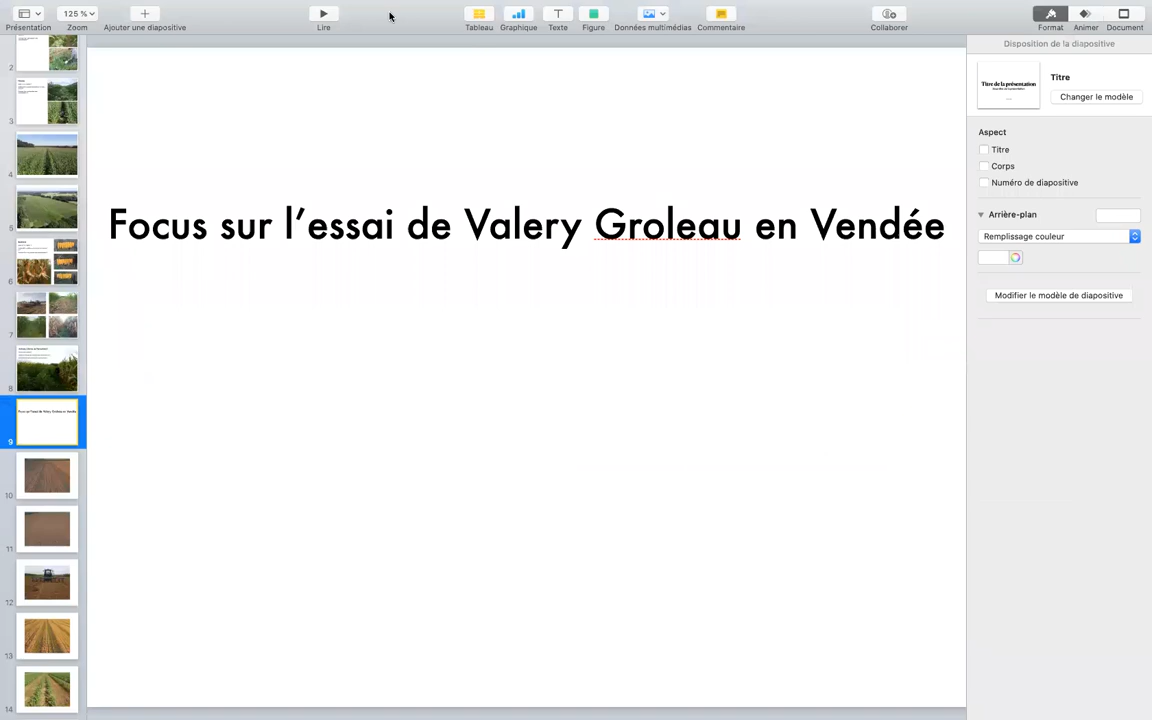 125 %
Présentation
Zoom
Ajouter une diapositive
Lire
Tableau
Graphique
Texte
Figure
Données multimédias
Commentaire
Collaborer
Format
Animer
Document
2
3
4
5
6
7
8
9
10
11
12
13
14
Focus sur l’essai de Valery Groleau en Vendée
Disposition de la diapositive
Titre de la présentation
Titre
Changer le modèle
Aspect
Titre
Corps
Numéro de diapositive
Arrière-plan
Remplissage couleur
Modifier le modèle de diapositive